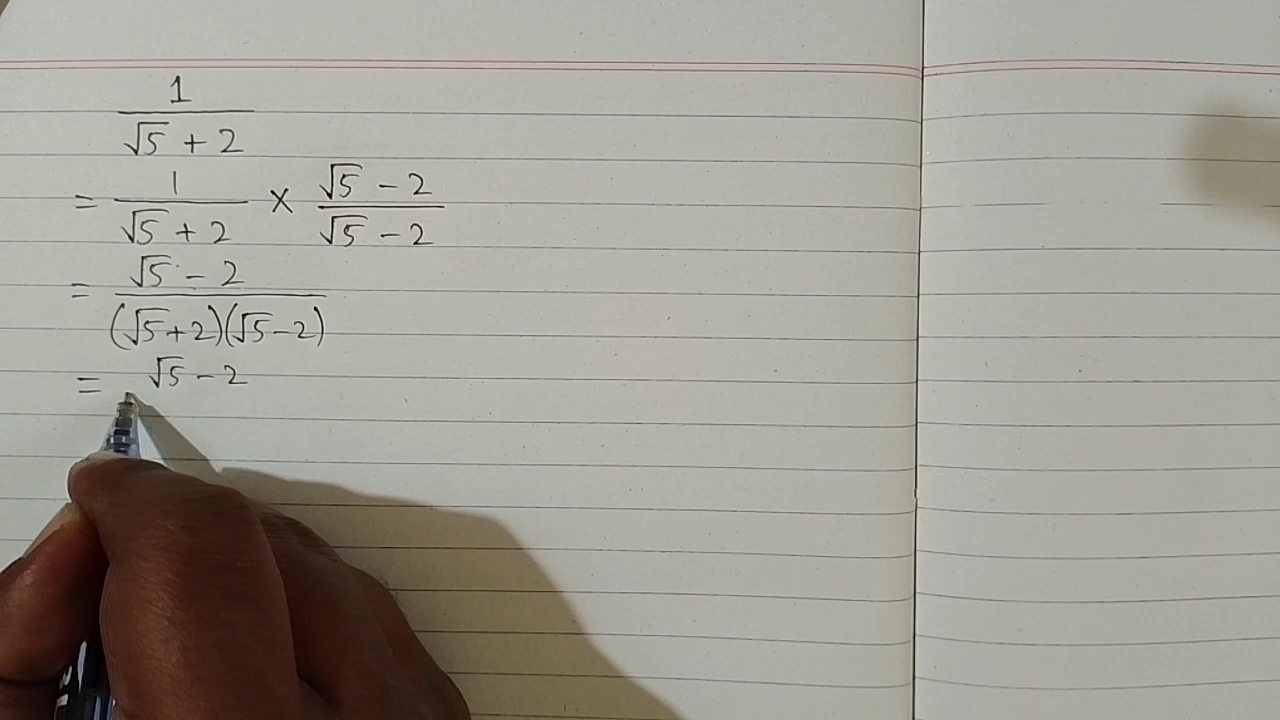 1 / √5 + 2
= 1 / √5 + 2 × √5 - 2 / √5 - 2
= √5 - 2 / (√5+2)(√5-2)
= √5 - 2